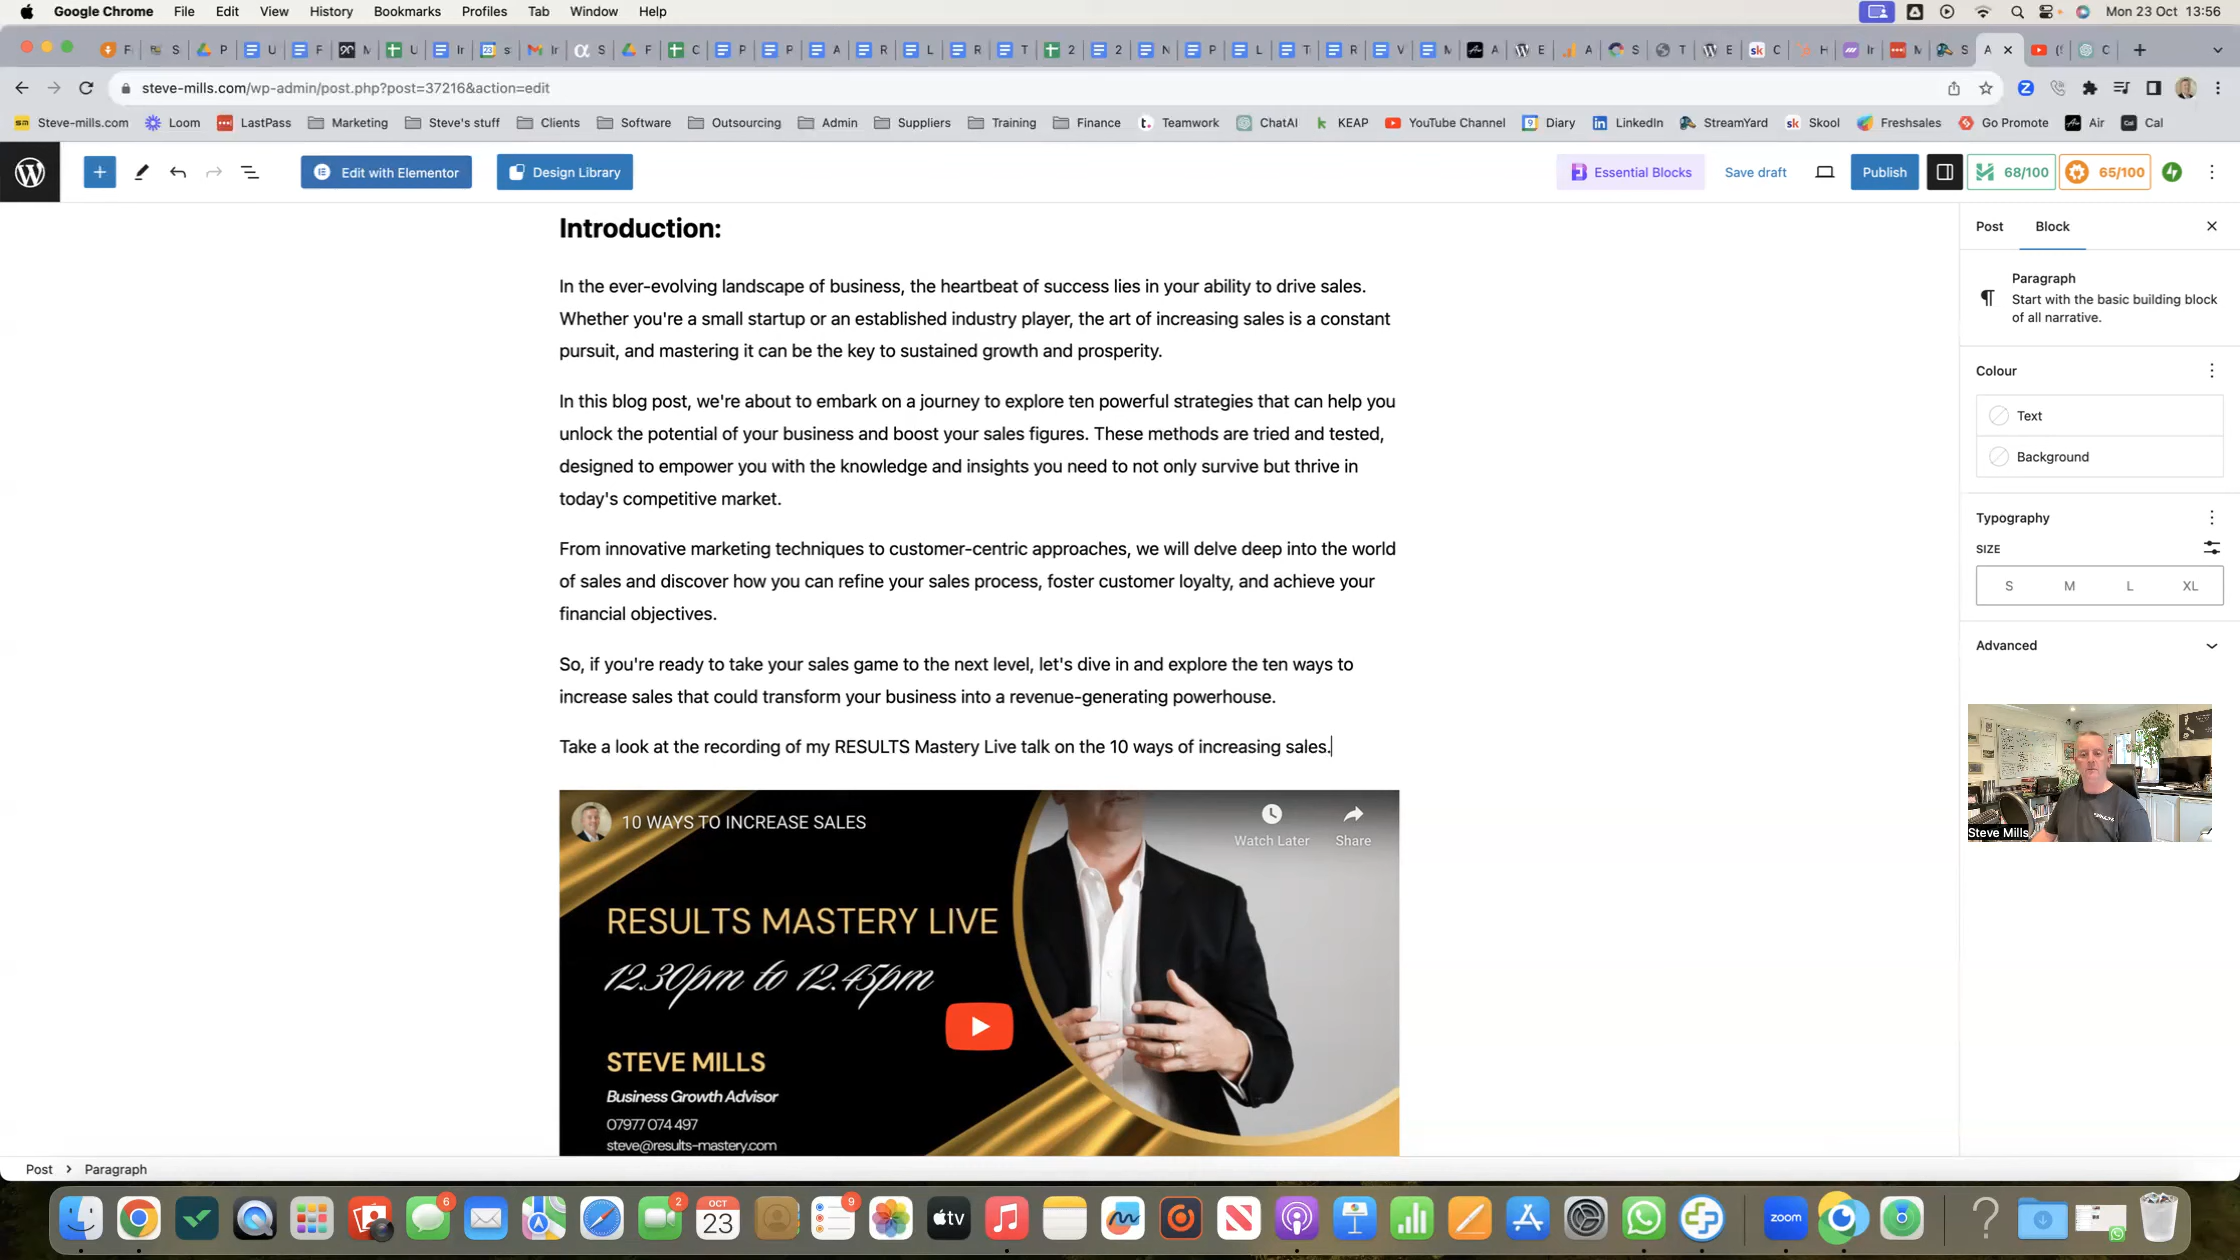 Google Chrome File Edit View History Bookmarks Profiles Tab Window Help Mon 23 Oct 13:56
steve-mills.com/wp-admin/post.php?post=37216&action=edit
Steve-mills.com Loom LastPass Marketing Steve's stuff Clients Software Outsourcing Admin Suppliers Training Finance Teamwork ChatAI KEAP YouTube Channel Diary LinkedIn StreamYard Skool Freshsales Go Promote Air Cal
Edit with Elementor Design Library Essential Blocks Save draft Publish 68/100 65/100
Introduction:
In the ever-evolving landscape of business, the heartbeat of success lies in your ability to drive sales.
Whether you're a small startup or an established industry player, the art of increasing sales is a constant
pursuit, and mastering it can be the key to sustained growth and prosperity.
In this blog post, we're about to embark on a journey to explore ten powerful strategies that can help you
unlock the potential of your business and boost your sales figures. These methods are tried and tested,
designed to empower you with the knowledge and insights you need to not only survive but thrive in
today's competitive market.
From innovative marketing techniques to customer-centric approaches, we will delve deep into the world
of sales and discover how you can refine your sales process, foster customer loyalty, and achieve your
financial objectives.
So, if you're ready to take your sales game to the next level, let's dive in and explore the ten ways to
increase sales that could transform your business into a revenue-generating powerhouse.
Take a look at the recording of my RESULTS Mastery Live talk on the 10 ways of increasing sales.
10 WAYS TO INCREASE SALES
Watch Later Share
RESULTS MASTERY LIVE
12.30pm to 12.45pm
STEVE MILLS
Business Growth Advisor
07977 074 497
steve@results-mastery.com
Post Block
Paragraph
Start with the basic building block
of all narrative.
Colour
Text
Background
Typography
SIZE
S M L XL
Advanced
Steve Mills
Post > Paragraph
6 2 OCT 23 9 tv zoom